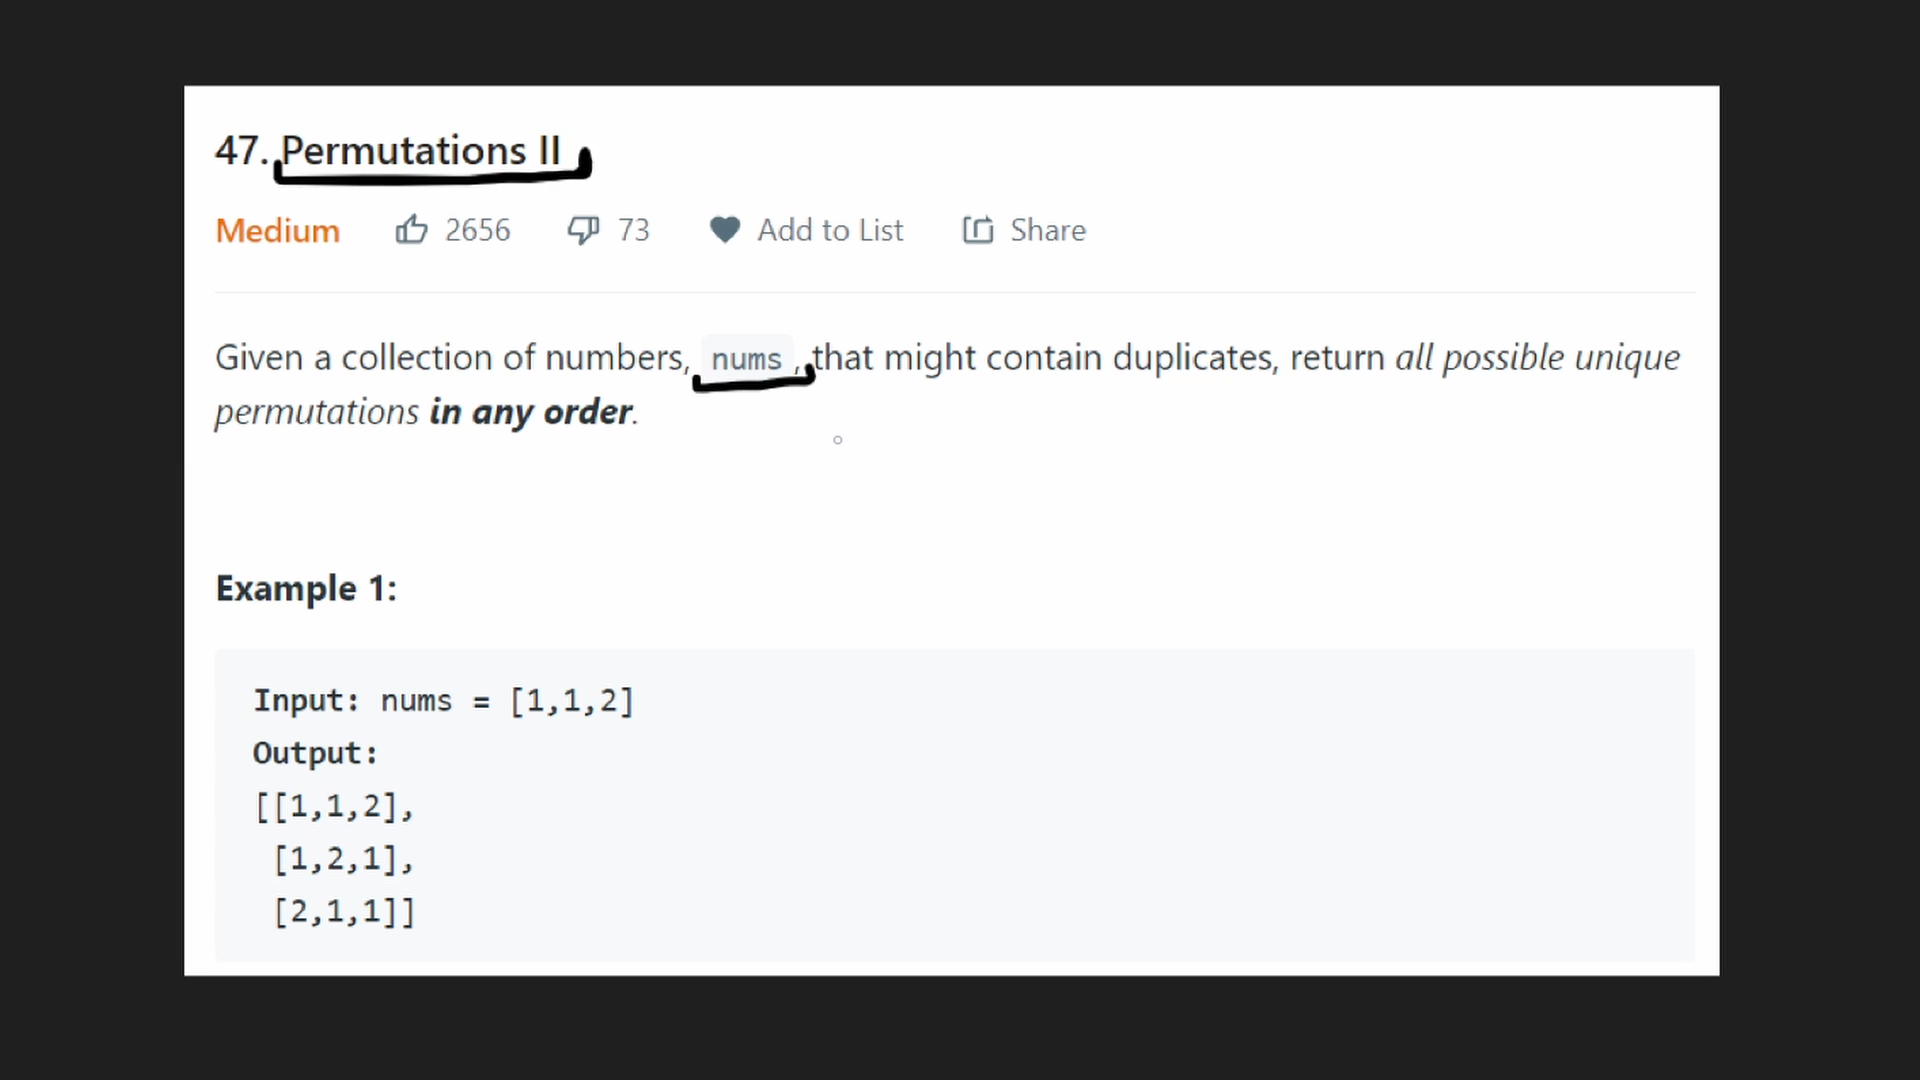 47. Permutations II
Medium 2656 73 Add to List Share
Given a collection of numbers, nums, that might contain duplicates, return all possible unique
permutations in any order.
Example 1:
Input: nums = [1,1,2]
Output:
[[1,1,2],
[1,2,1],
[2,1,1]]